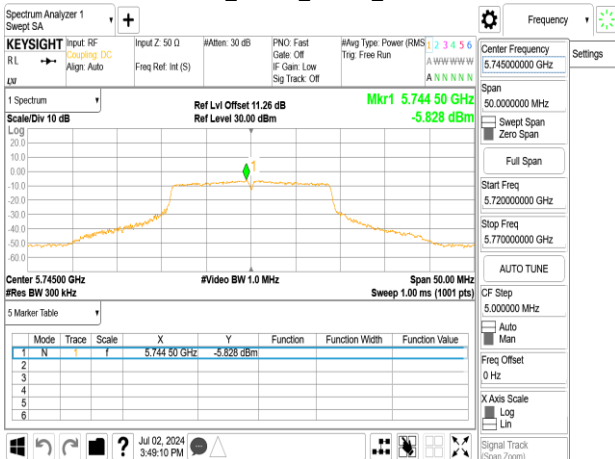 Spectrum Analyzer 1
Swept SA
+
Frequency
KEYSIGHT
RL
Input: RF
Coupling: DC
Align: Auto
Input Z: 50 Ω
Freq Ref: Int (S)
#Atten: 30 dB
PNO: Fast
Gate: Off
IF Gain: Low
Sig Track: Off
#Avg Type: Power (RMS
Trig: Free Run
1 2 3 4 5 6
A W W W W W
A N N N N N
Center Frequency
5.745000000 GHz
Settings
Span
50.0000000 MHz
Swept Span
Zero Span
Full Span
Start Freq
5.720000000 GHz
Stop Freq
5.770000000 GHz
AUTO TUNE
CF Step
5.000000 MHz
Auto
Man
Freq Offset
0 Hz
X Axis Scale
Log
Lin
Signal Track
(Span Zoom)
1 Spectrum
Scale/Div 10 dB
Ref Lvl Offset 11.26 dB
Ref Level 30.00 dBm
Mkr1 5.744 50 GHz
-5.828 dBm
Log
20.0
10.0
0.00
-10.0
-20.0
-30.0
-40.0
-50.0
-60.0
1
Center 5.74500 GHz
#Res BW 300 kHz
#Video BW 1.0 MHz
Span 50.00 MHz
Sweep 1.00 ms (1001 pts)
5 Marker Table
Mode Trace Scale X Y Function Function Width Function Value
1 N 1 f 5.744 50 GHz -5.828 dBm
2
3
4
5
6
?
Jul 02, 2024
3:49:10 PM